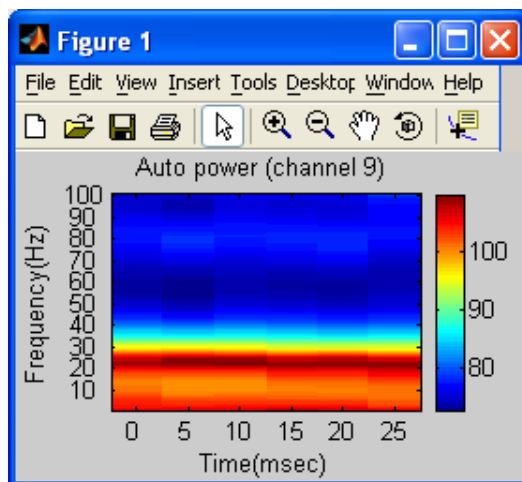 Figure 1
File Edit View Insert Tools Desktop Window Help
Auto power (channel 9)
Frequency(Hz)
100
90
80
70
60
50
40
30
20
10
0 5 10 15 20 25
Time(msec)
100
90
80